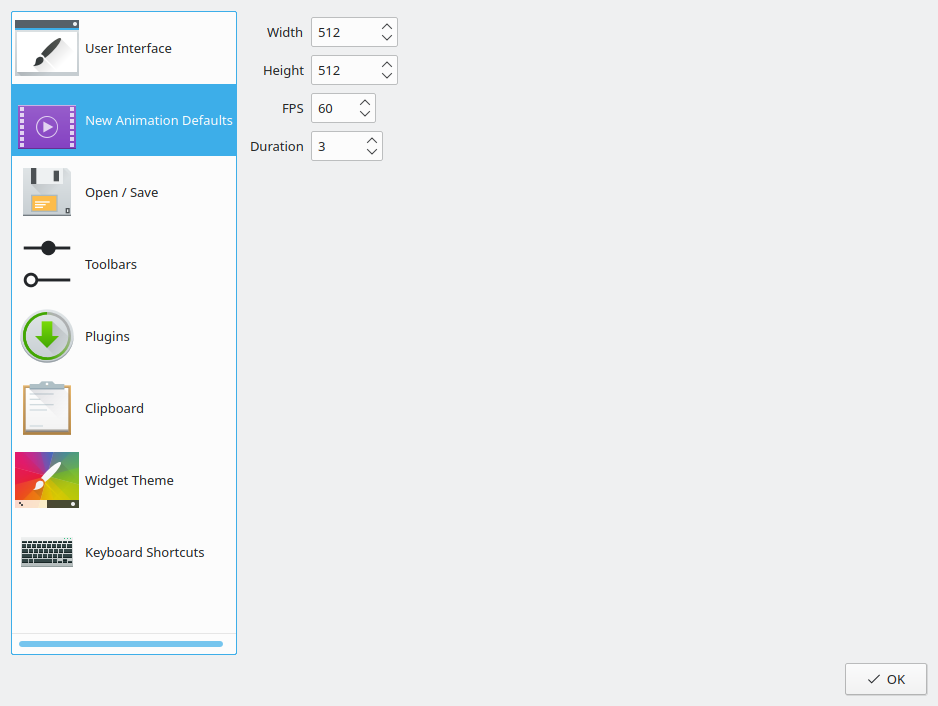 User Interface
New Animation Defaults
Open / Save
Toolbars
Plugins
Clipboard
Widget Theme
Keyboard Shortcuts
Width 512
Height 512
FPS 60
Duration 3
OK